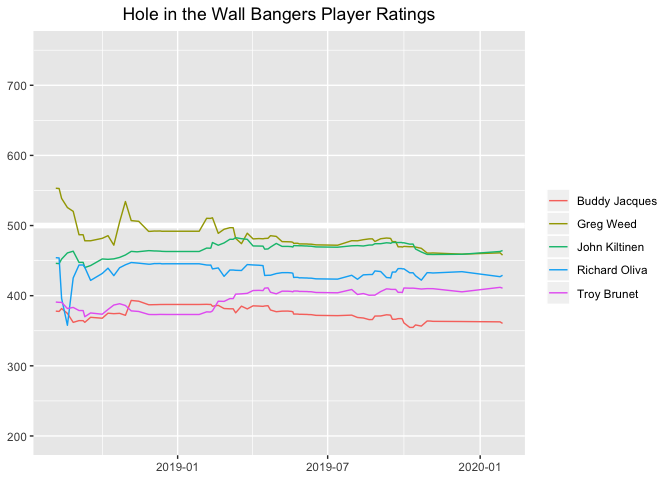 Hole in the Wall Bangers Player Ratings
700
600
500
400
300
200
2019-01
2019-07
2020-01
Buddy Jacques
Greg Weed
John Kiltinen
Richard Oliva
Troy Brunet